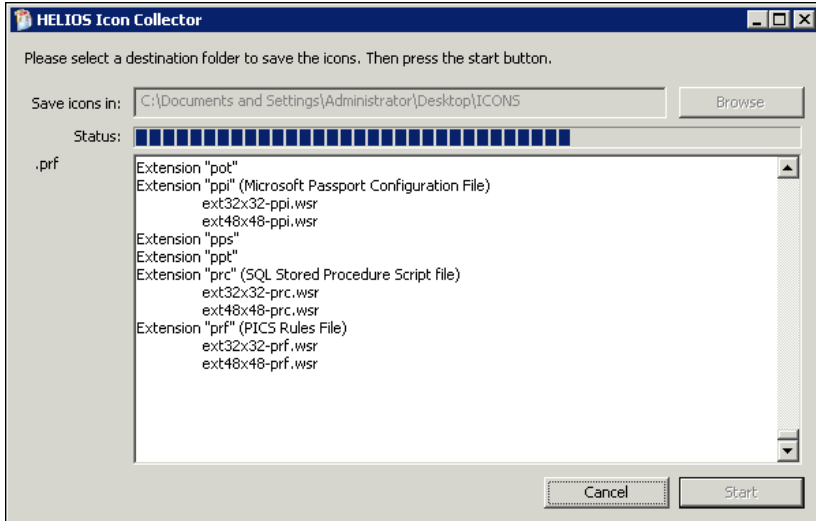 HELIOS Icon Collector
Please select a destination folder to save the icons. Then press the start button.
Save icons in: C:\Documents and Settings\Administrator\Desktop\ICONS Browse
Status:
.prf
Extension "pot"
Extension "ppi" (Microsoft Passport Configuration File)
ext32x32-ppi.wsr
ext48x48-ppi.wsr
Extension "pps"
Extension "ppt"
Extension "prc" (SQL Stored Procedure Script file)
ext32x32-prc.wsr
ext48x48-prc.wsr
Extension "prf" (PICS Rules File)
ext32x32-prf.wsr
ext48x48-prf.wsr
Cancel Start